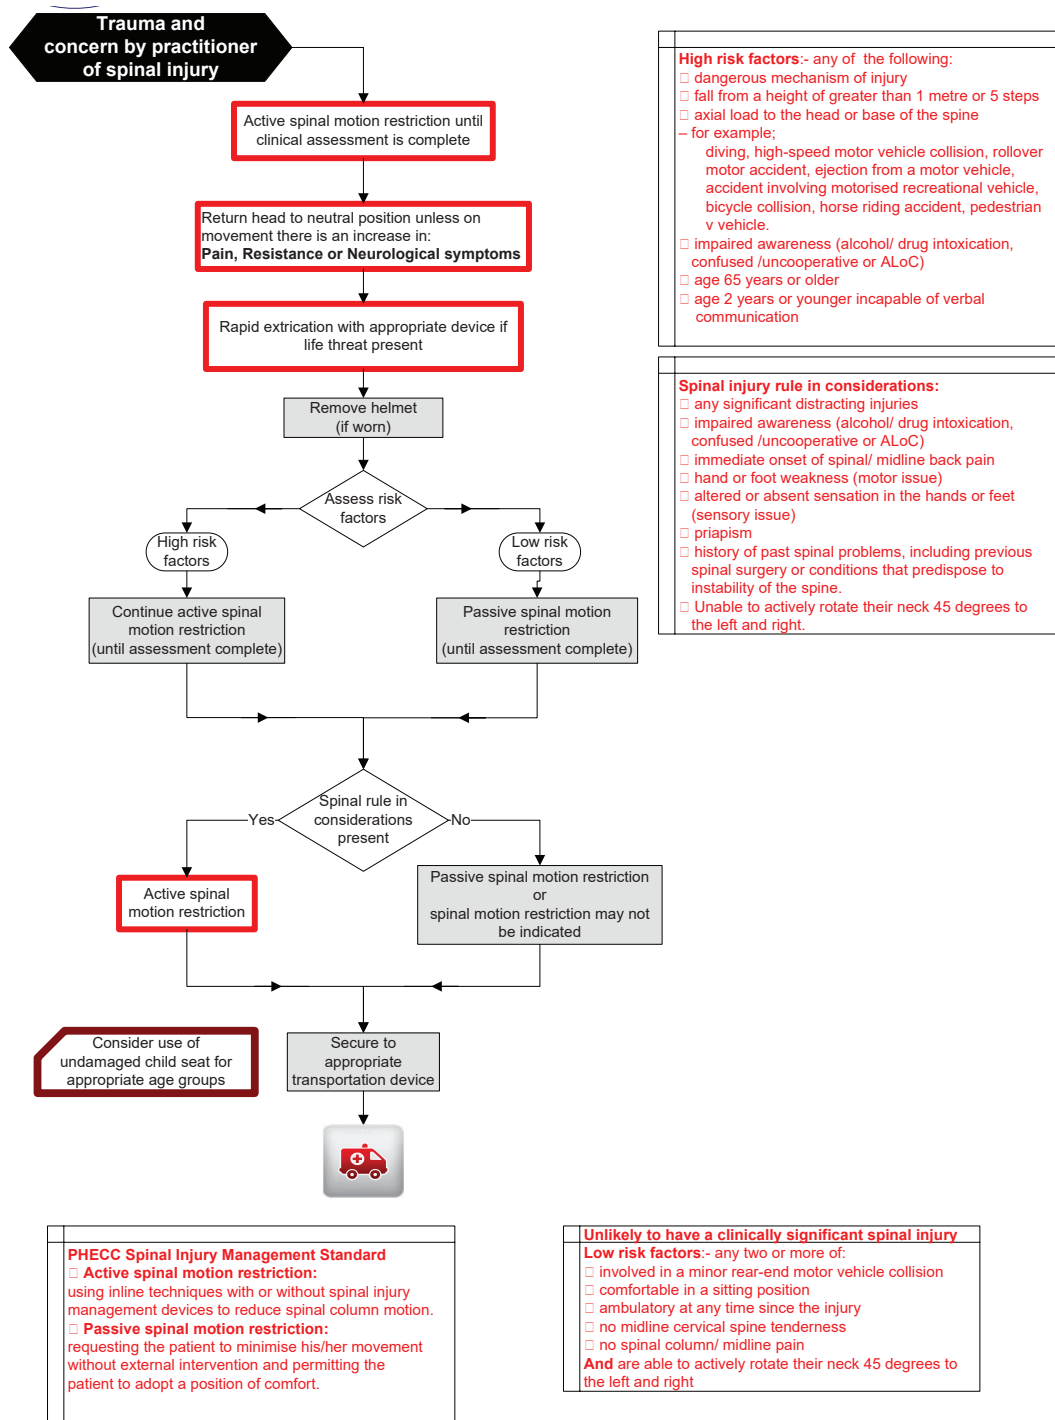 Trauma and
concern by practitioner
of spinal injury
Active spinal motion restriction until
clinical assessment is complete
Return head to neutral position unless on
movement there is an increase in:
Pain, Resistance or Neurological symptoms
Rapid extrication with appropriate device if
life threat present
Remove helmet
(if worn)
Assess risk
factors
High risk
factors
Low risk
factors
Continue active spinal
motion restriction
(until assessment complete)
Passive spinal motion
restriction
(until assessment complete)
Spinal rule in
considerations
present
Yes
No
Active spinal
motion restriction
Passive spinal motion restriction
or
spinal motion restriction may not
be indicated
Consider use of
undamaged child seat for
appropriate age groups
Secure to
appropriate
transportation device
High risk factors:- any of the following:
□ dangerous mechanism of injury
□ fall from a height of greater than 1 metre or 5 steps
□ axial load to the head or base of the spine
– for example;
diving, high-speed motor vehicle collision, rollover
motor accident, ejection from a motor vehicle,
accident involving motorised recreational vehicle,
bicycle collision, horse riding accident, pedestrian
v vehicle.
□ impaired awareness (alcohol/ drug intoxication,
confused /uncooperative or ALoC)
□ age 65 years or older
□ age 2 years or younger incapable of verbal
communication
Spinal injury rule in considerations:
□ any significant distracting injuries
□ impaired awareness (alcohol/ drug intoxication,
confused /uncooperative or ALoC)
□ immediate onset of spinal/ midline back pain
□ hand or foot weakness (motor issue)
□ altered or absent sensation in the hands or feet
(sensory issue)
□ priapism
□ history of past spinal problems, including previous
spinal surgery or conditions that predispose to
instability of the spine.
□ Unable to actively rotate their neck 45 degrees to
the left and right.
PHECC Spinal Injury Management Standard
□ Active spinal motion restriction:
using inline techniques with or without spinal injury
management devices to reduce spinal column motion.
□ Passive spinal motion restriction:
requesting the patient to minimise his/her movement
without external intervention and permitting the
patient to adopt a position of comfort.
Unlikely to have a clinically significant spinal injury
Low risk factors:- any two or more of:
□ involved in a minor rear-end motor vehicle collision
□ comfortable in a sitting position
□ ambulatory at any time since the injury
□ no midline cervical spine tenderness
□ no spinal column/ midline pain
And are able to actively rotate their neck 45 degrees to
the left and right